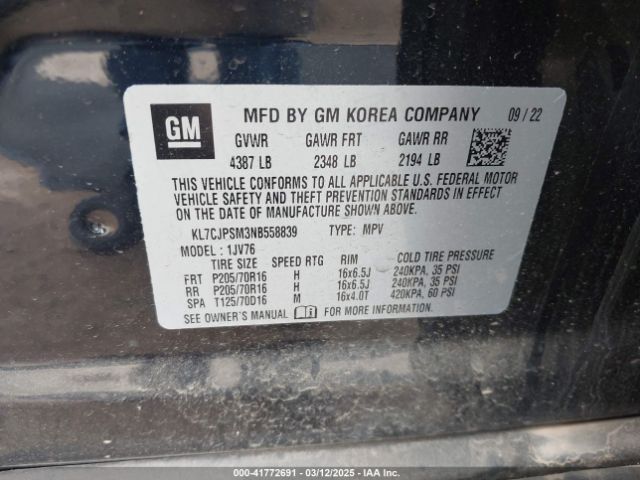 GM
MFD BY GM KOREA COMPANY 09/22
GVWR GAWR FRT GAWR RR
4387 LB 2348 LB 2194 LB
THIS VEHICLE CONFORMS TO ALL APPLICABLE U.S. FEDERAL MOTOR
VEHICLE SAFETY AND THEFT PREVENTION STANDARDS IN EFFECT
ON THE DATE OF MANUFACTURE SHOWN ABOVE.
KL7CJPSM3NB558839 TYPE: MPV
MODEL: 1JV76
TIRE SIZE SPEED RTG RIM COLD TIRE PRESSURE
FRT P205/70R16 H 16x6.5J 240KPA, 35 PSI
RR P205/70R16 H 16x6.5J 240KPA, 35 PSI
SPA T125/70D16 M 16x4.0T 420KPA, 60 PSI
SEE OWNER'S MANUAL FOR MORE INFORMATION.
000-41772691 - 03/12/2025 - IAA Inc.